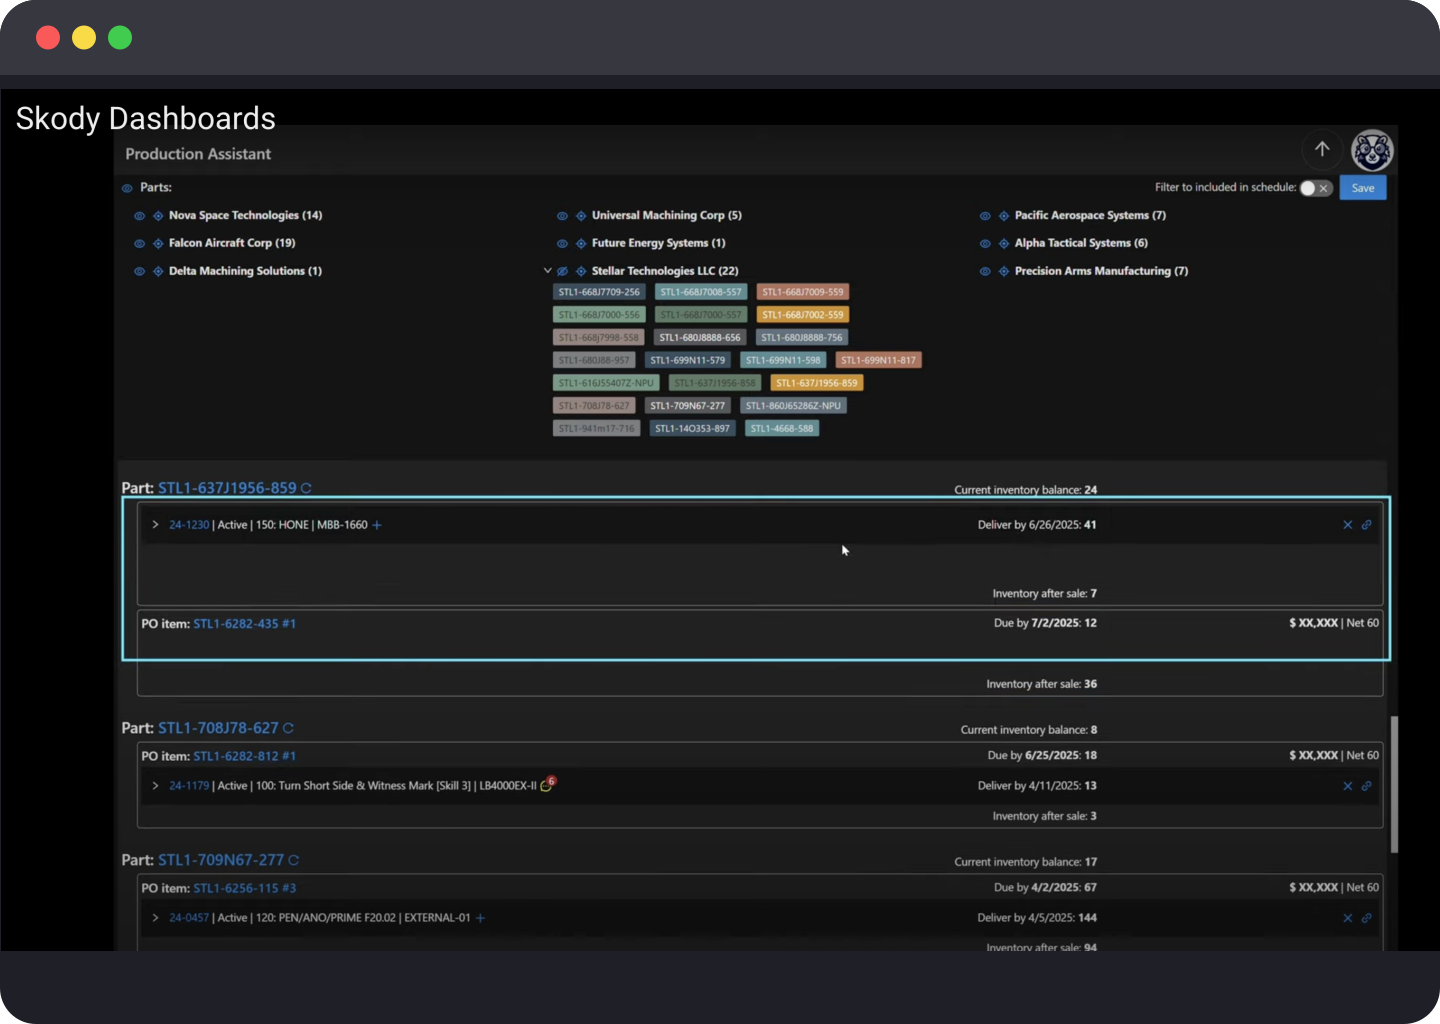 Skody Dashboards
Production Assistant
Parts:
Filter to included in schedule:
Save
Nova Space Technologies (14)
Universal Machining Corp (5)
Pacific Aerospace Systems (7)
Falcon Aircraft Corp (19)
Future Energy Systems (1)
Alpha Tactical Systems (6)
Delta Machining Solutions (1)
Stellar Technologies LLC (22)
Precision Arms Manufacturing (7)
STL1-668J7709-256 STL1-668J7008-557 STL1-668J7009-559
STL1-668J7000-556 STL1-668J7000-557 STL1-668J7002-559
STL1-668j7998-558 STL1-680J8888-656 STL1-680J8888-756
STL1-680J88-957 STL1-699N11-579 STL1-699N11-598 STL1-699N11-817
STL1-616J55407Z-NPU STL1-637J1956-858 STL1-637J1956-859
STL1-708J78-627 STL1-709N67-277 STL1-860J65286Z-NPU
STL1-941m17-716 STL1-14O353-897 STL1-4668-588
Part: STL1-637J1956-859
Current inventory balance: 24
24-1230 | Active | 150: HONE | MBB-1660
Deliver by 6/26/2025: 41
Inventory after sale: 7
PO item: STL1-6282-435 #1
Due by 7/2/2025: 12
$ XX,XXX | Net 60
Inventory after sale: 36
Part: STL1-708J78-627
Current inventory balance: 8
PO item: STL1-6282-812 #1
Due by 6/25/2025: 18
$ XX,XXX | Net 60
24-1179 | Active | 100: Turn Short Side & Witness Mark [Skill 3] | LB4000EX-II
6
Deliver by 4/11/2025: 13
Inventory after sale: 3
Part: STL1-709N67-277
Current inventory balance: 17
PO item: STL1-6256-115 #3
Due by 4/2/2025: 67
$ XX,XXX | Net 60
24-0457 | Active | 120: PEN/ANO/PRIME F20.02 | EXTERNAL-01
Deliver by 4/5/2025: 144
Inventory after sale: 94